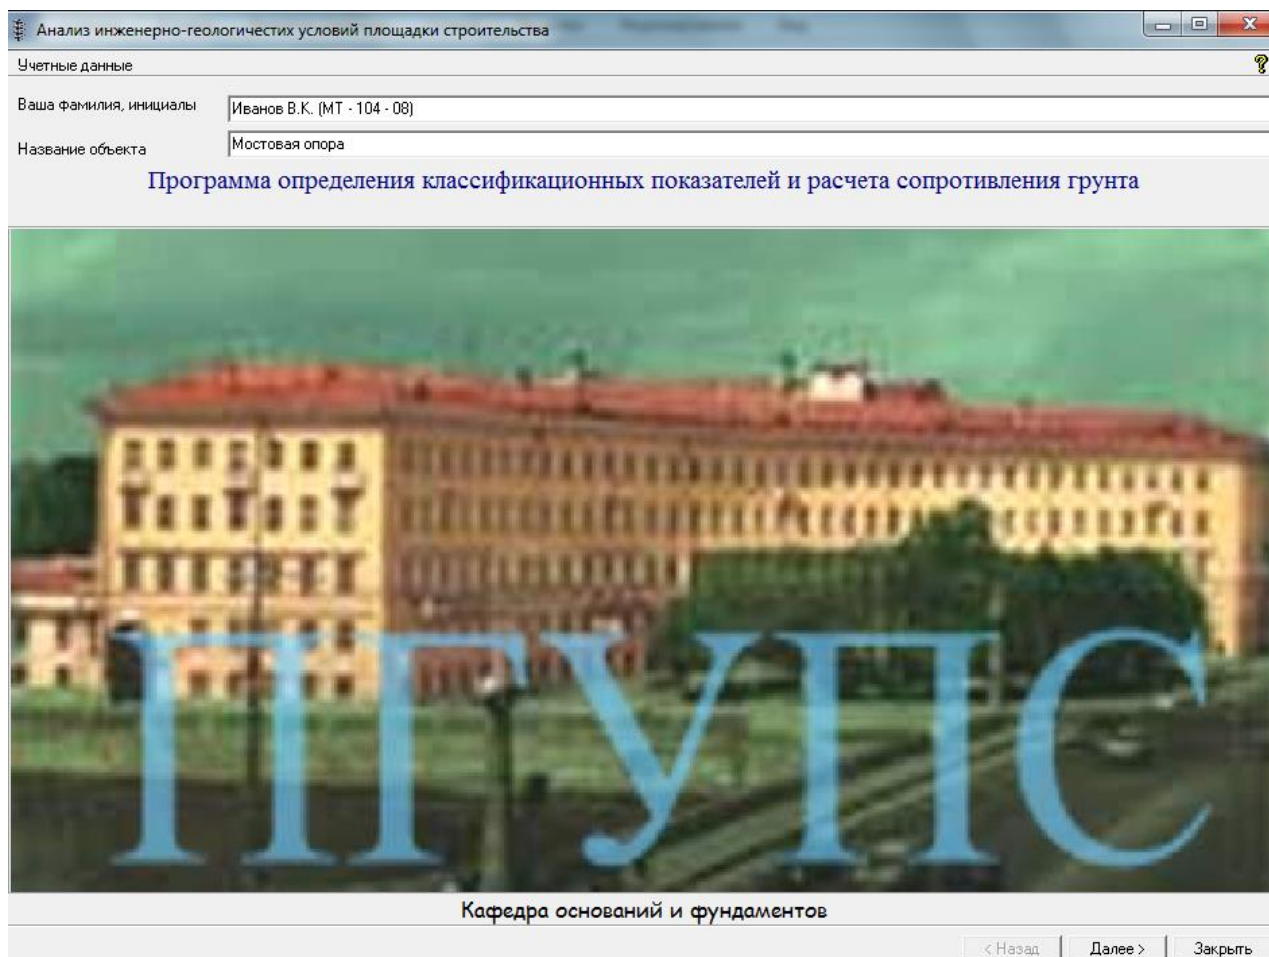 Анализ инженерно-геологичестих условий площадки строительства
Учетные данные
?
Ваша фамилия, инициалы
Иванов В.К. (МТ - 104 - 08)
Название объекта
Мостовая опора
Программа определения классификационных показателей и расчета сопротивления грунта
ПГУПС
Кафедра оснований и фундаментов
< Назад
Далее >
Закрыть